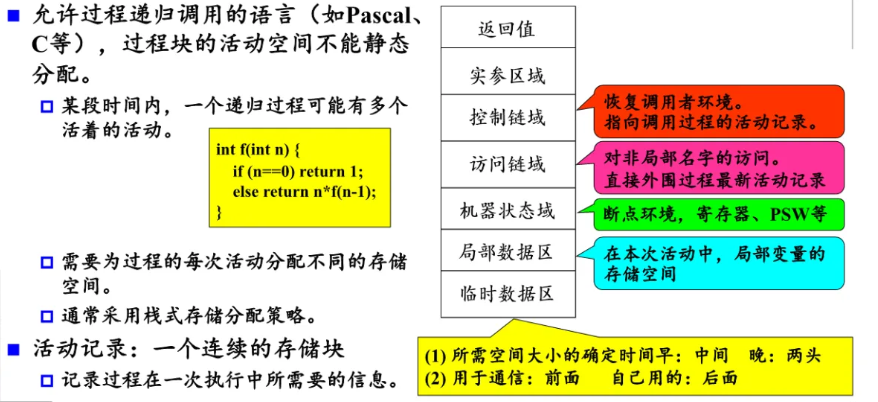 允许过程递归调用的语言（如Pascal、
C等），过程块的活动空间不能静态
分配。
某段时间内，一个递归过程可能有多个
活着的活动。
int f(int n) {
if (n==0) return 1;
else return n*f(n-1);
}
需要为过程的每次活动分配不同的存储
空间。
通常采用栈式存储分配策略。
活动记录：一个连续的存储块
记录过程在一次执行中所需要的信息。
返回值
实参区域
控制链域
访问链域
机器状态域
局部数据区
临时数据区
恢复调用者环境。
指向调用过程的活动记录。
对非局部名字的访问。
直接外围过程最新活动记录
断点环境，寄存器、PSW等
在本次活动中，局部变量的
存储空间
(1) 所需空间大小的确定时间早：中间 晚：两头
(2) 用于通信：前面 自己用的：后面